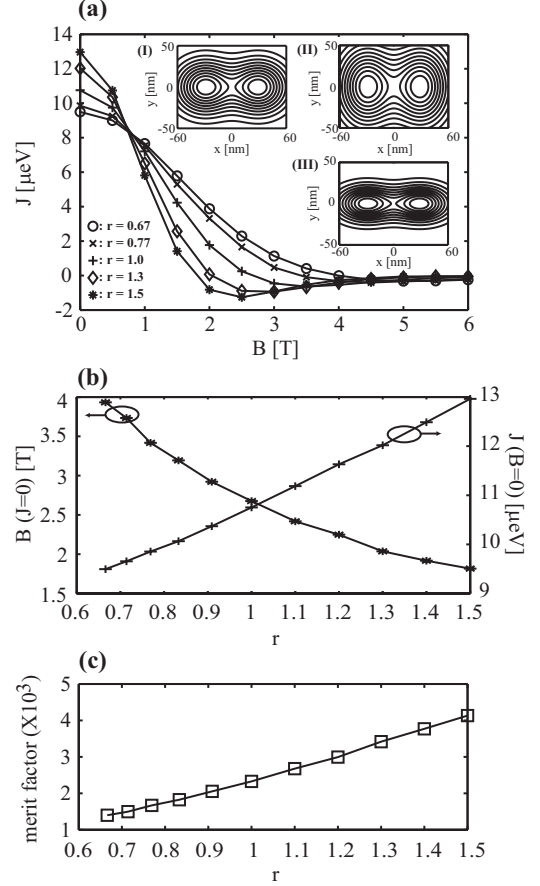 (a)
14
12
10
8
6
4
2
0
-2
J [μeV]
0 1 2 3 4 5 6
B [T]
: r = 0.67
: r = 0.77
: r = 1.0
: r = 1.3
: r = 1.5
(I)
50
0
-50
y [nm]
-60 0 60
x [nm]
(II)
50
0
-50
y [nm]
-60 0 60
x [nm]
(III)
50
0
-50
y [nm]
-60 0 60
x [nm]
(b)
4
3.5
3
2.5
2
1.5
B (J=0) [T]
13
12
11
10
9
J (B=0) [μeV]
0.6 0.7 0.8 0.9 1 1.1 1.2 1.3 1.4 1.5
r
(c)
5
4
3
2
1
merit factor (X10³)
0.6 0.7 0.8 0.9 1 1.1 1.2 1.3 1.4 1.5
r